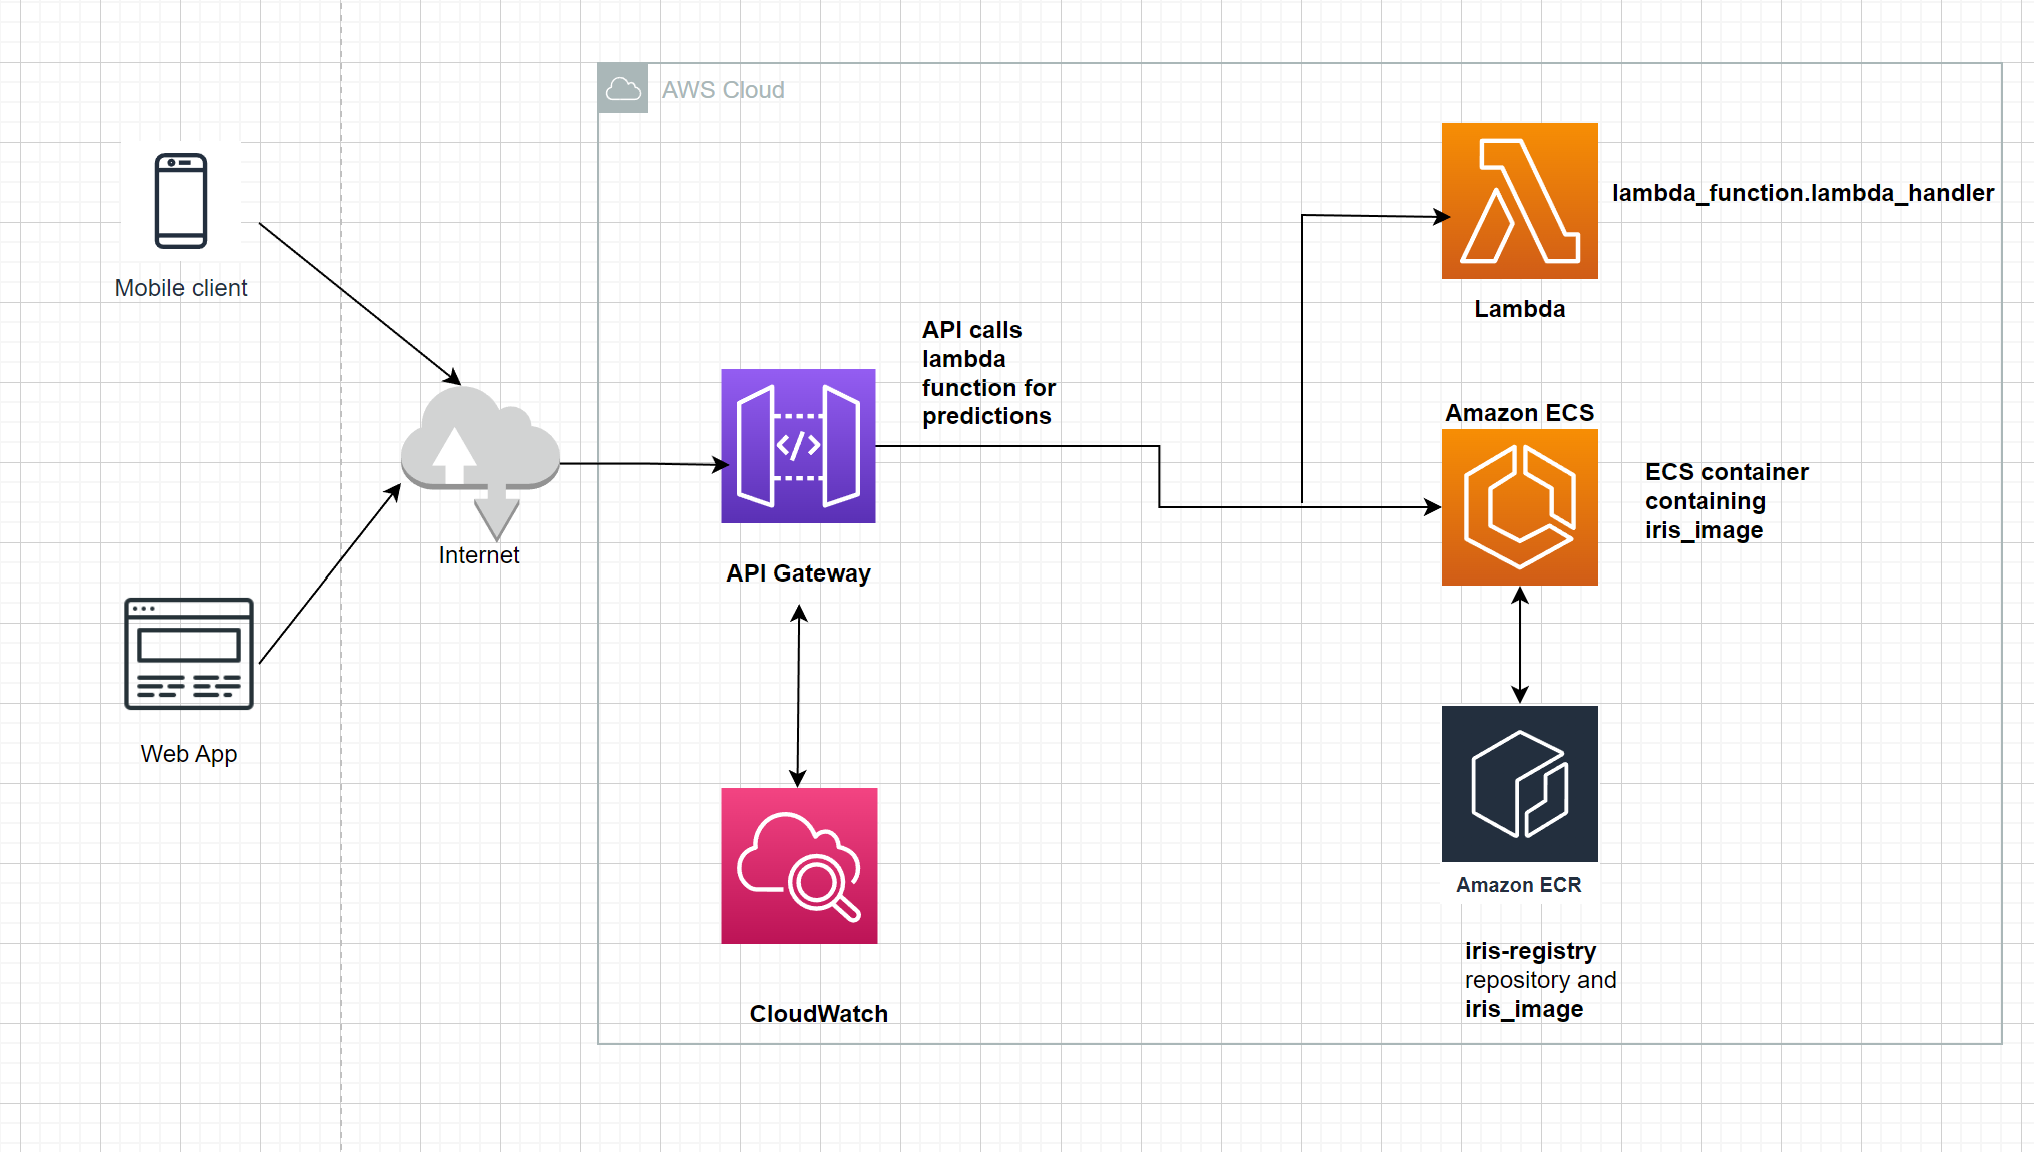 AWS Cloud
Mobile client
Internet
Web App
API calls
lambda
function for
predictions
API Gateway
CloudWatch
lambda_function.lambda_handler
Lambda
Amazon ECS
ECS container
containing
iris_image
Amazon ECR
iris-registry
repository and
iris_image